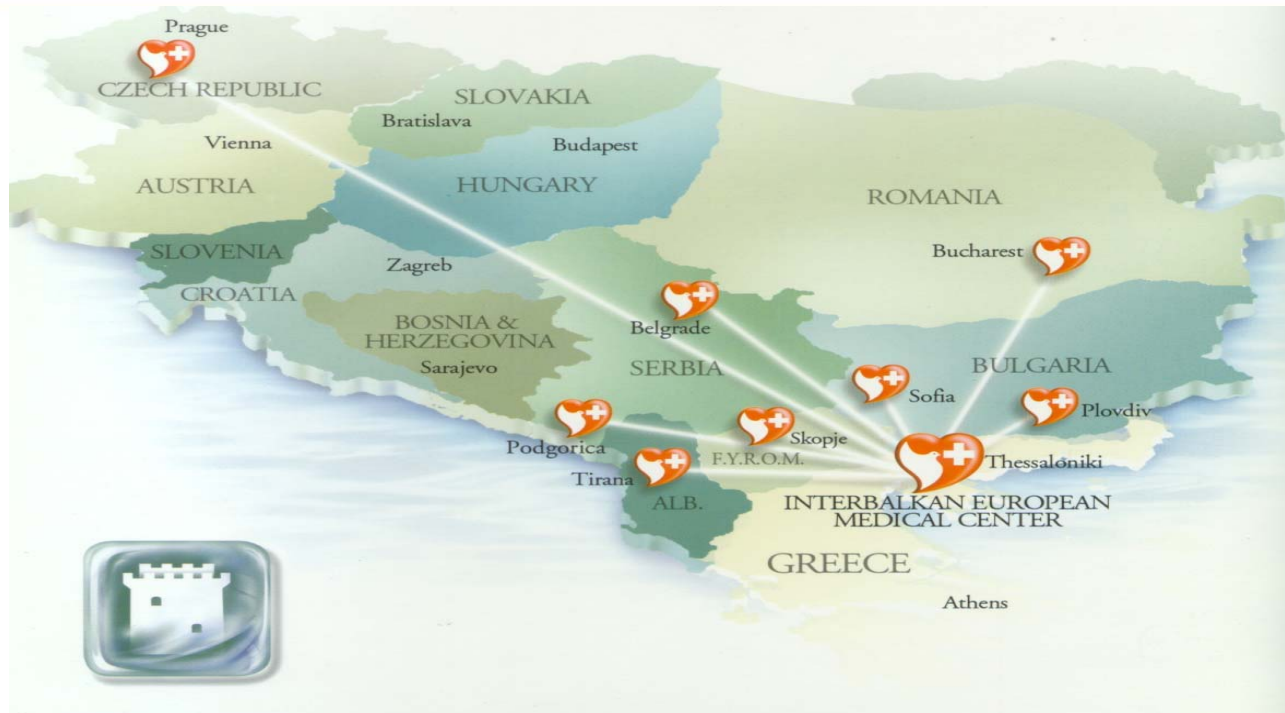 Prague
CZECH REPUBLIC
SLOVAKIA
Bratislava
Vienna
Budapest
AUSTRIA
HUNGARY
ROMANIA
SLOVENIA
Zagreb
Bucharest
CROATIA
BOSNIA &
HERZEGOVINA
Belgrade
Sarajevo
SERBIA
BULGARIA
Sofia
Plovdiv
Podgorica
Skopje
F.Y.R.O.M.
Thessaloniki
Tirana
ALB.
INTERBALKAN EUROPEAN
MEDICAL CENTER
GREECE
Athens